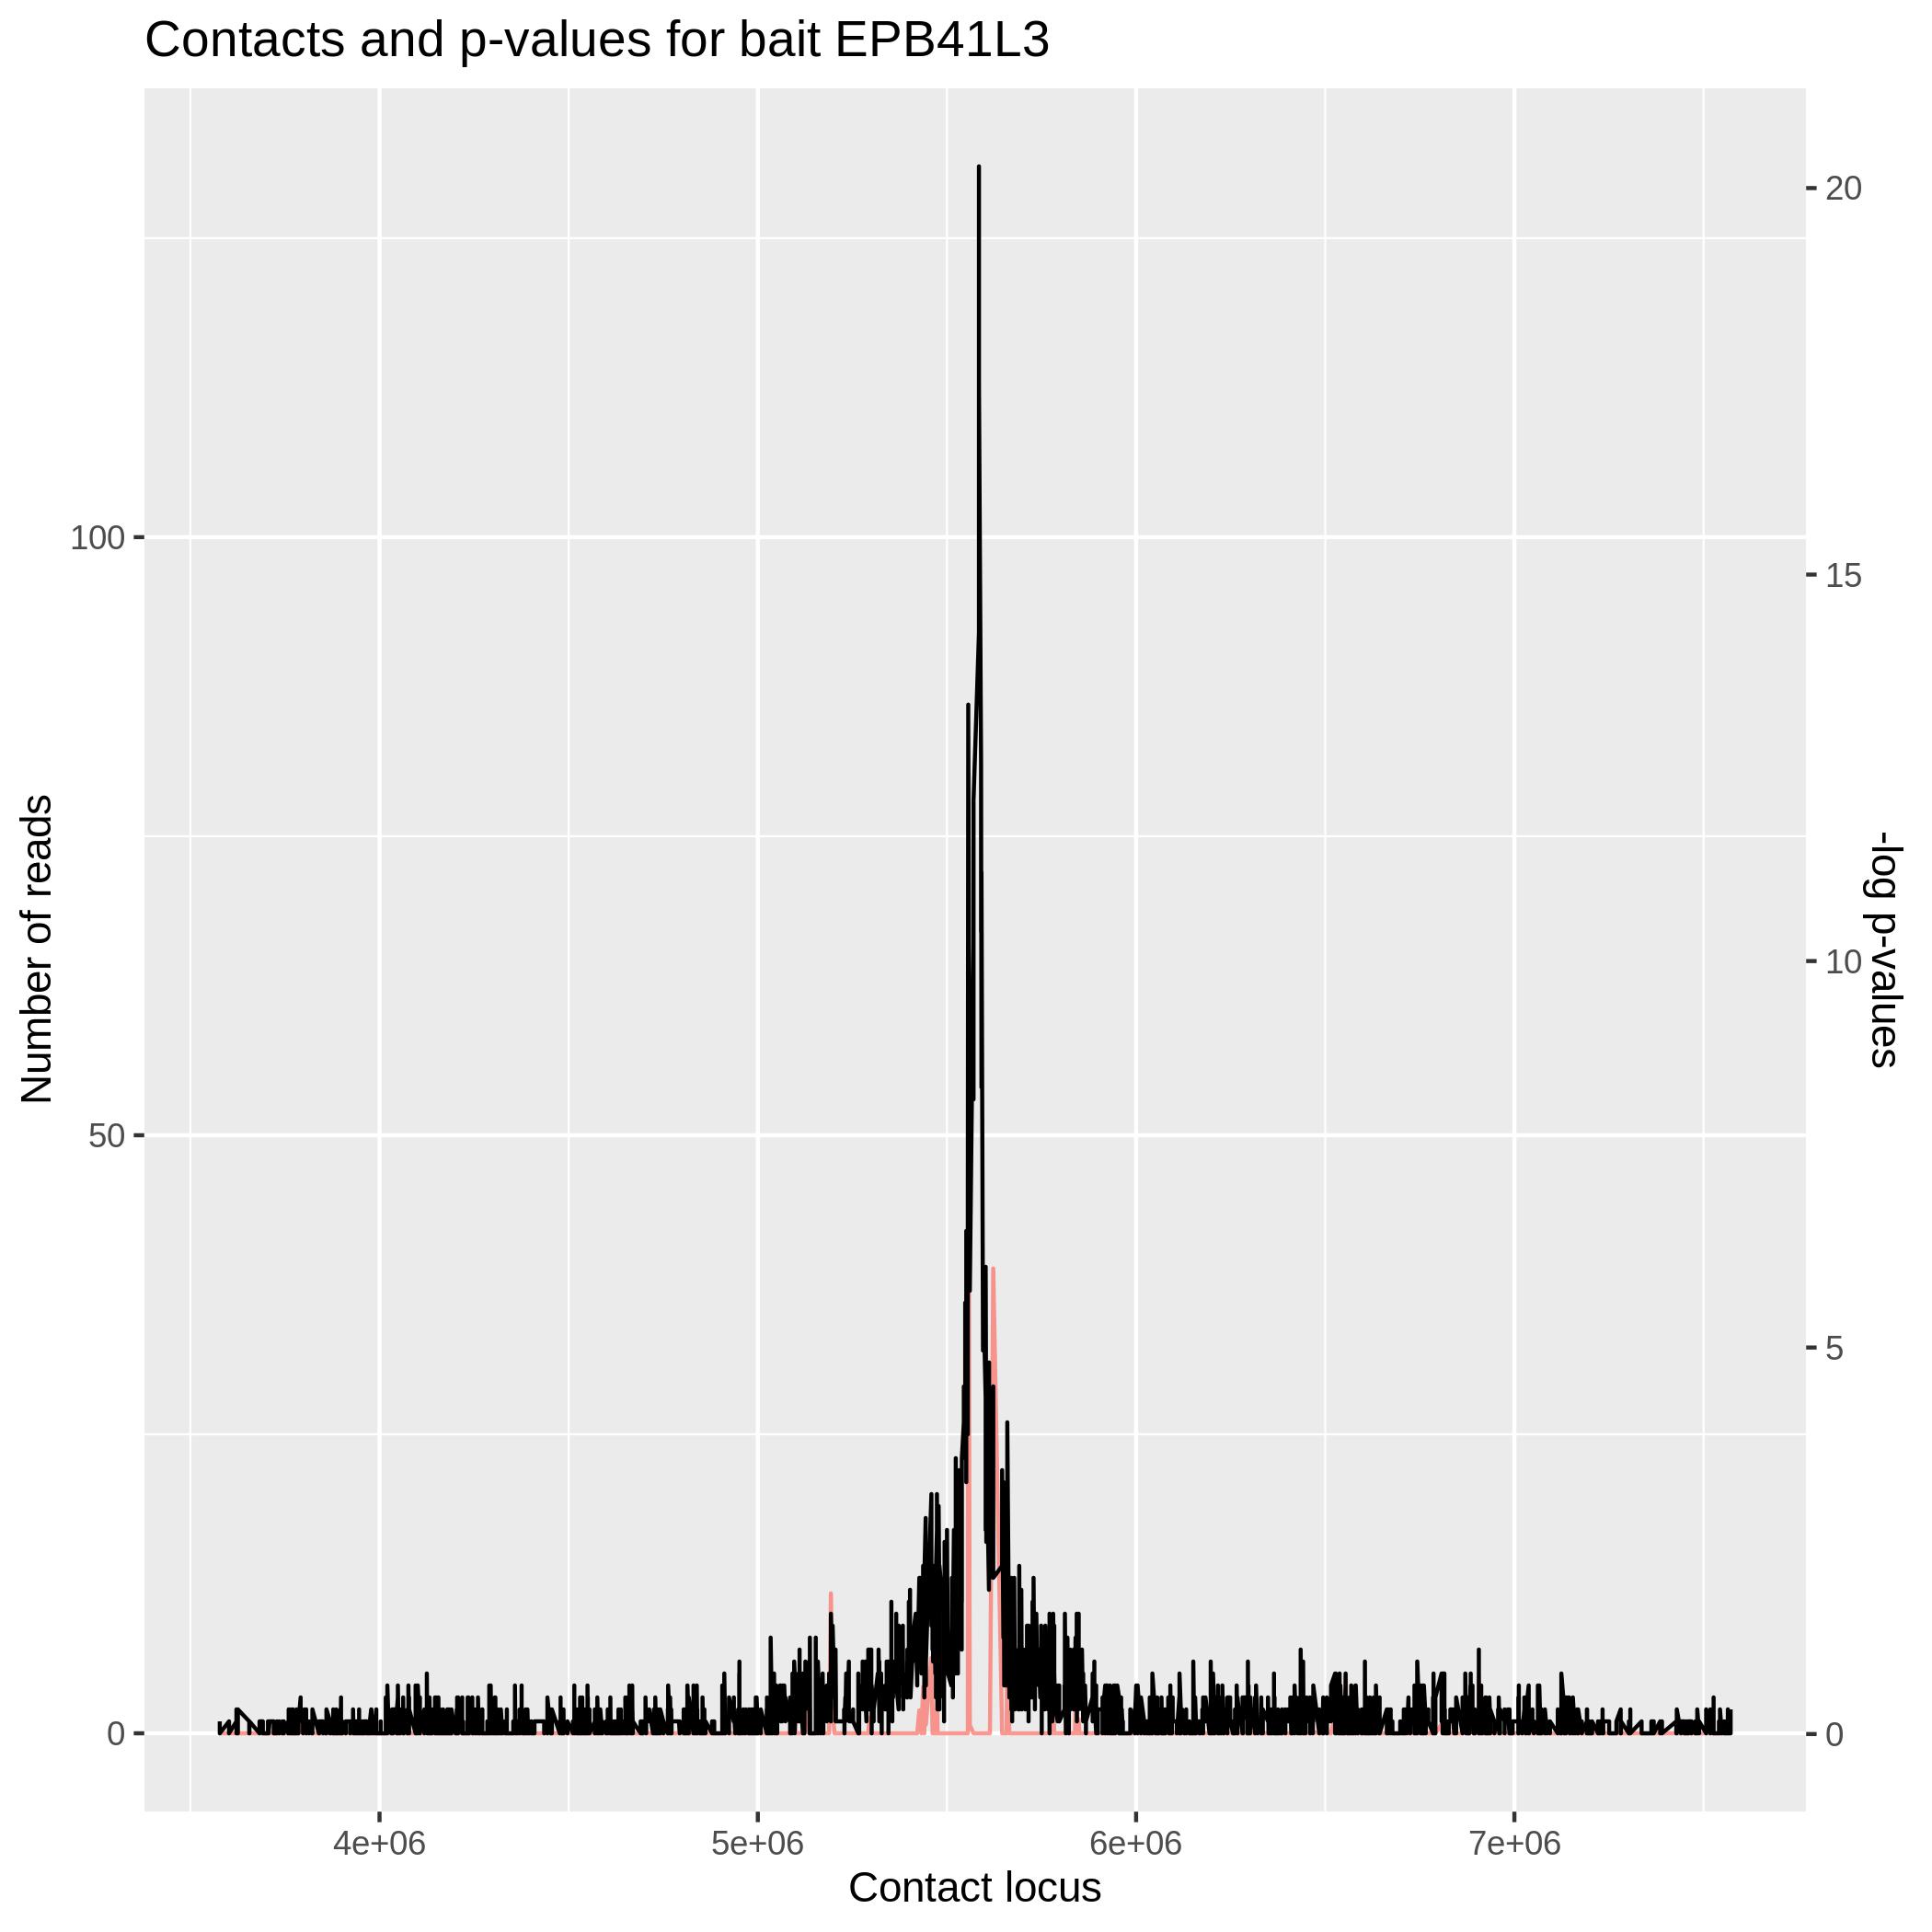 Contacts and p-values for bait EPB41L3
Number of reads
100
50
0
20
15
10
5
0
-log p-values
4e+06
5e+06
6e+06
7e+06
Contact locus